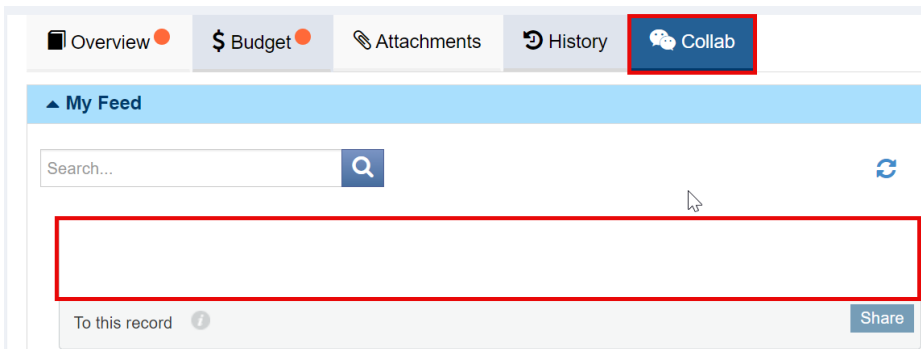 Overview $ Budget Attachments History Collab
My Feed
Search...
To this record i Share